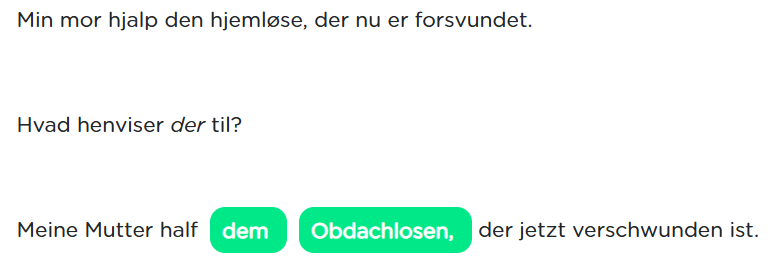 Min mor hjalp den hjemløse, der nu er forsvundet.
Hvad henviser der til?
Meine Mutter half dem Obdachlosen, der jetzt verschwunden ist.